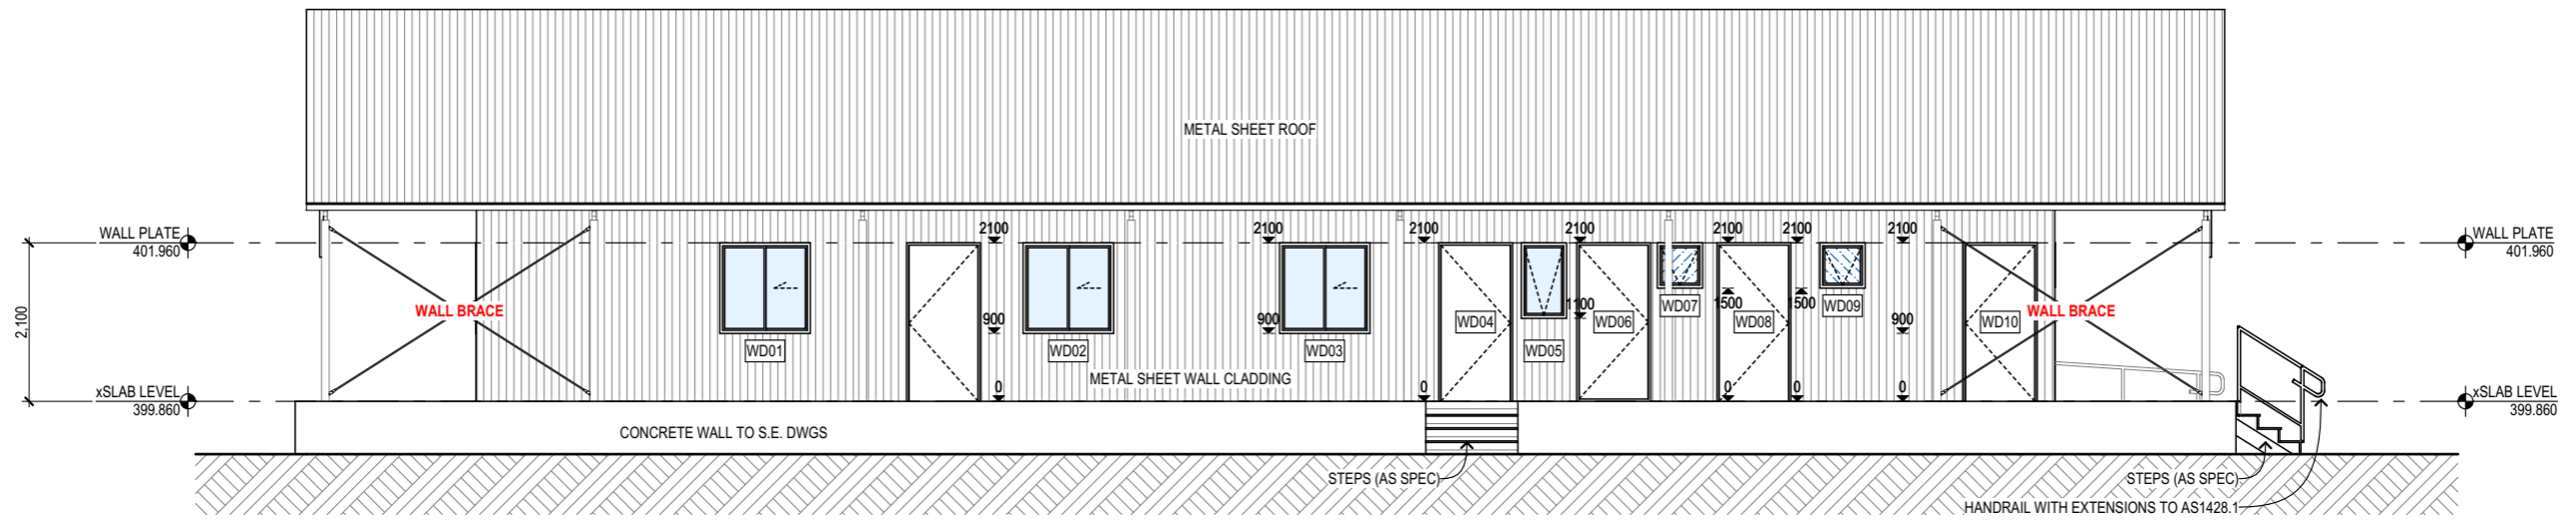 METAL SHEET ROOF
WALL PLATE
401.960
WALL PLATE
401.960
2100
2100
2100
2100
2100
2100
2100
2,100
WALL BRACE
WALL BRACE
900
900
1100
1500
1500
900
WD01
WD02
WD03
WD04
WD05
WD06
WD07
WD08
WD09
WD10
METAL SHEET WALL CLADDING
0
0
0
0
0
xSLAB LEVEL
399.860
xSLAB LEVEL
399.860
CONCRETE WALL TO S.E. DWGS
STEPS (AS SPEC)
STEPS (AS SPEC)
HANDRAIL WITH EXTENSIONS TO AS1428.1